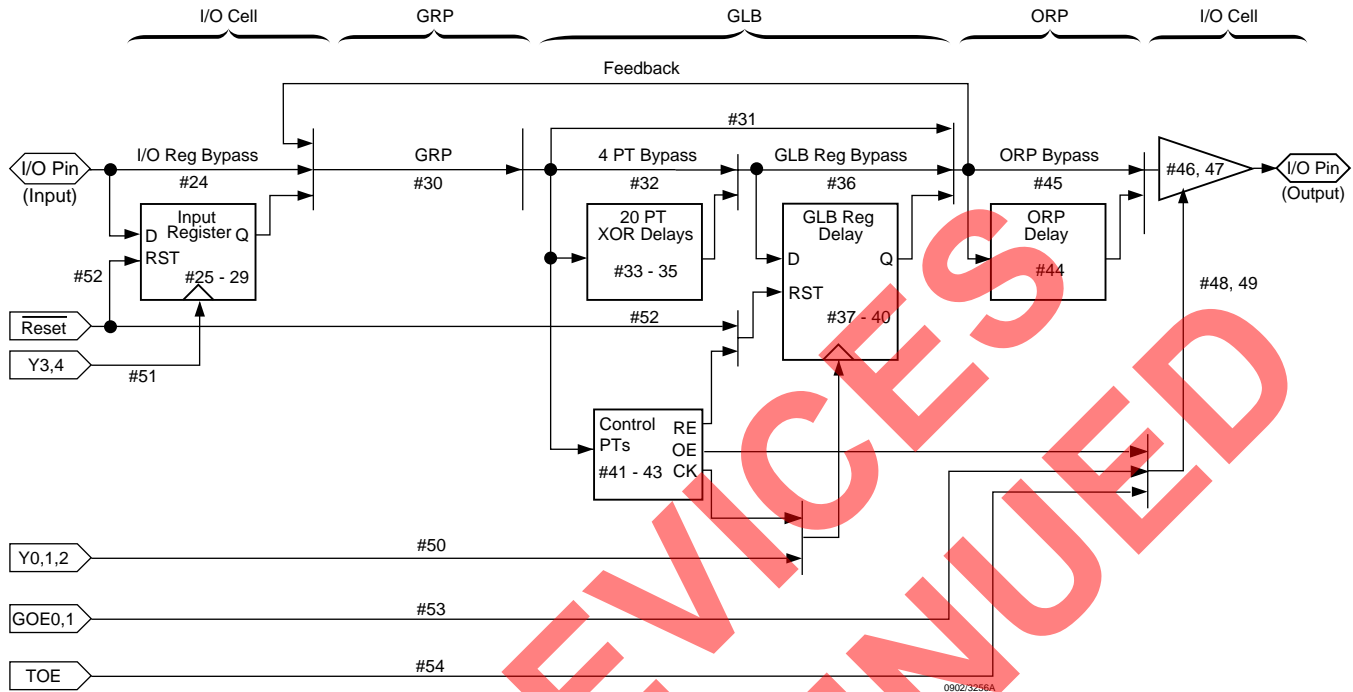 I/O Cell GRP GLB ORP I/O Cell
Feedback
#31
I/O Pin
(Input)
I/O Reg Bypass
#24
GRP
#30
4 PT Bypass
#32
GLB Reg Bypass
#36
ORP Bypass
#45
#46, 47
I/O Pin
(Output)
Input
Register
D Q
RST
#25 - 29
20 PT
XOR Delays
#33 - 35
GLB Reg
Delay
D Q
RST
#37 - 40
ORP
Delay
#44
#48, 49
#52
Reset
#52
Y3,4
#51
Control
PTs
#41 - 43
RE
OE
CK
Y0,1,2
#50
GOE0,1
#53
TOE
#54
0902/3256A
EVICES
NUED